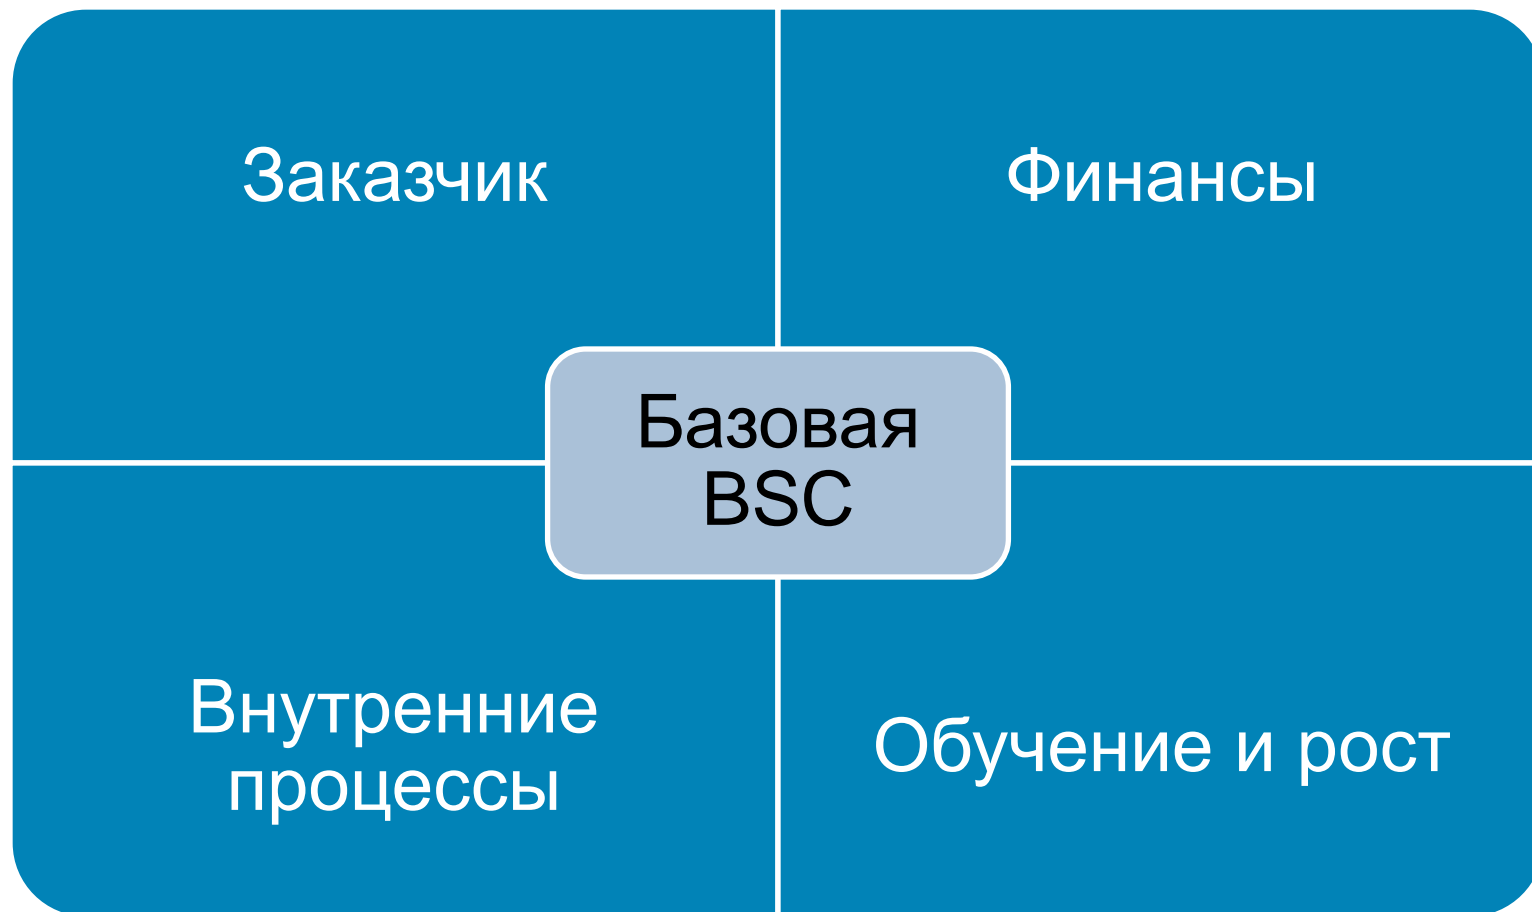 Заказчик
Финансы
Базовая
BSC
Внутренние
процессы
Обучение и рост